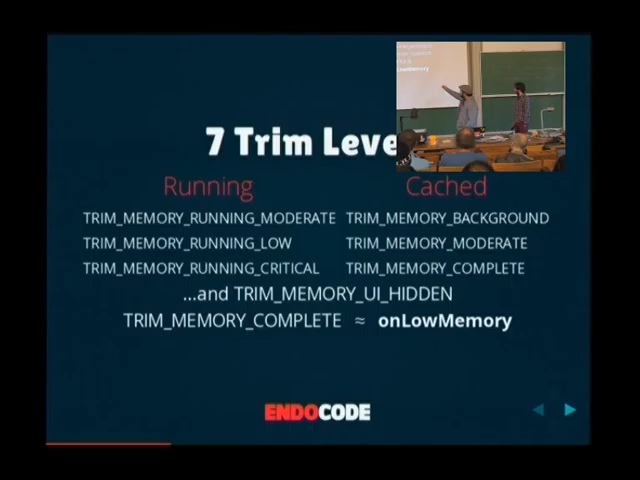 7 Trim Leve
Running
Cached
TRIM_MEMORY_RUNNING_MODERATE
TRIM_MEMORY_BACKGROUND
TRIM_MEMORY_RUNNING_LOW
TRIM_MEMORY_MODERATE
TRIM_MEMORY_RUNNING_CRITICAL
TRIM_MEMORY_COMPLETE
...and TRIM_MEMORY_UI_HIDDEN
TRIM_MEMORY_COMPLETE ≈ onLowMemory
ENDOCODE